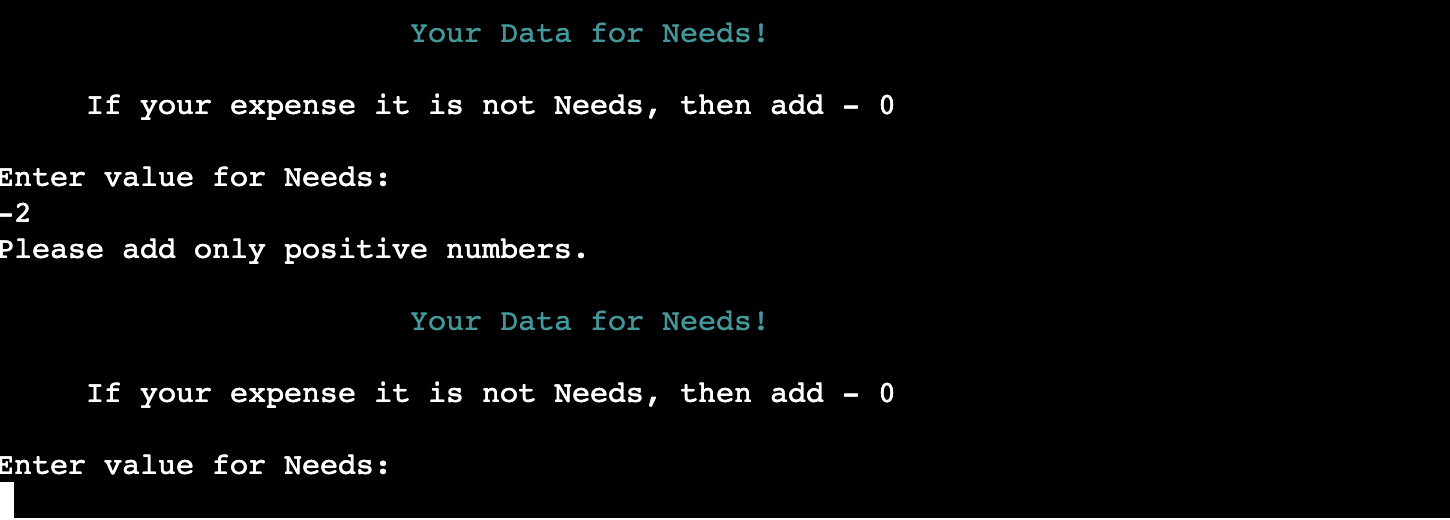 Your Data for Needs!
If your expense it is not Needs, then add - 0
Enter value for Needs:
-2
Please add only positive numbers.
Your Data for Needs!
If your expense it is not Needs, then add - 0
Enter value for Needs: